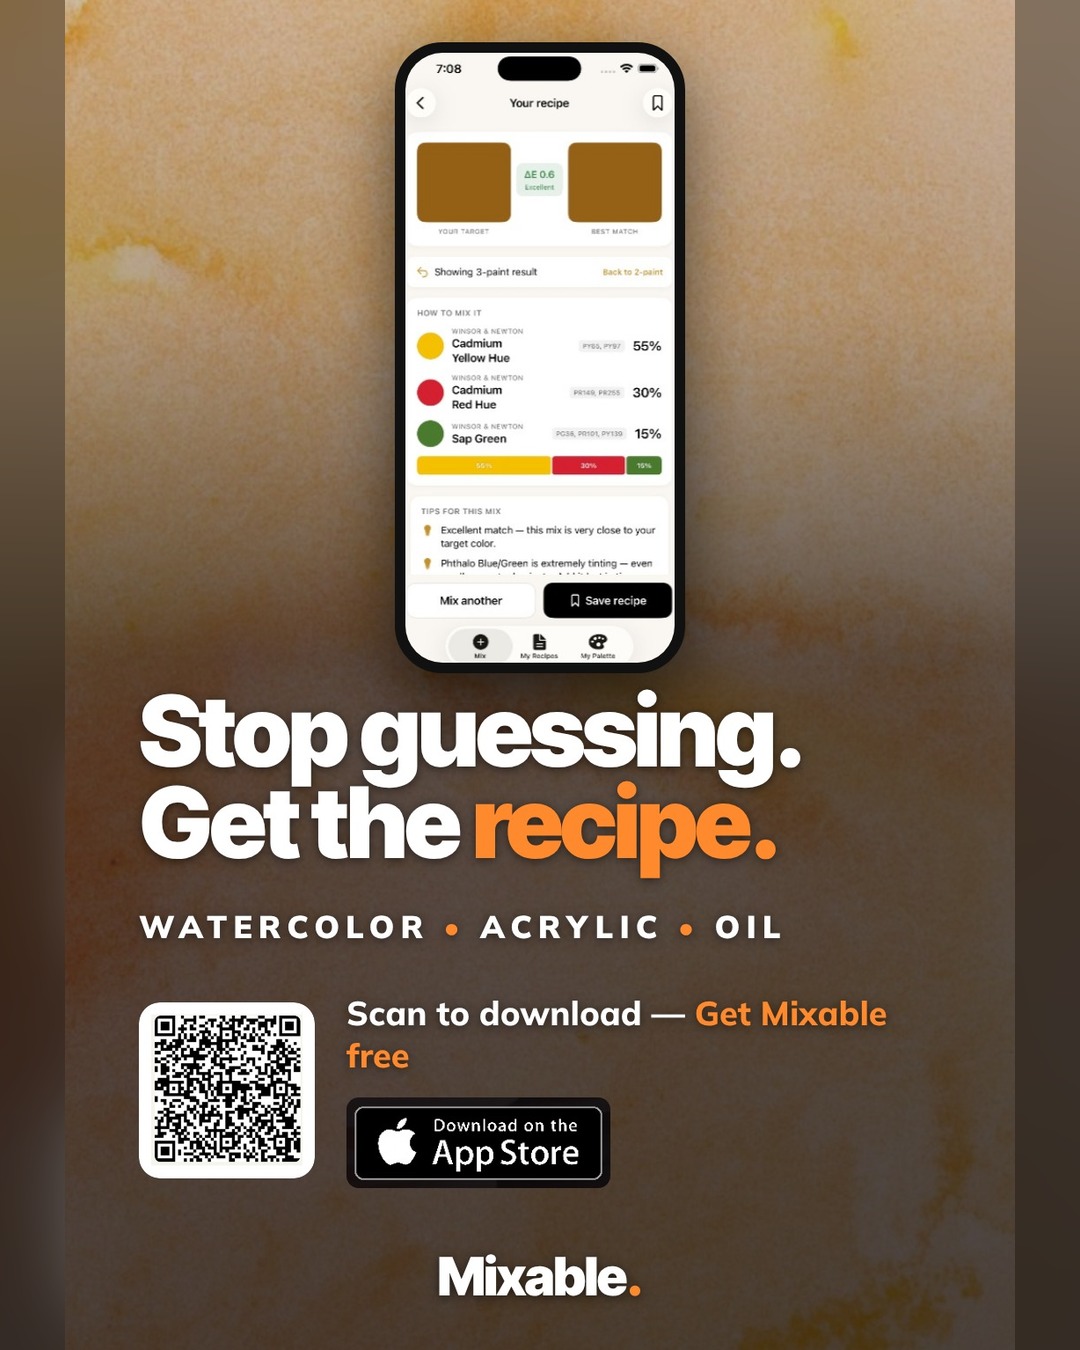 7:08
Your recipe
ΔE 0.6
Excellent
YOUR TARGET
BEST MATCH
Showing 3-paint result
Back to 2-paint
HOW TO MIX IT
WINSOR & NEWTON
Cadmium
Yellow Hue
PY65, PY97
55%
WINSOR & NEWTON
Cadmium
Red Hue
PR149, PR255
30%
WINSOR & NEWTON
Sap Green
PG36, PR101, PY139
15%
55%
30%
15%
TIPS FOR THIS MIX
Excellent match — this mix is very close to your
target color.
Phthalo Blue/Green is extremely tinting — even
Mix another
Save recipe
Mix
My Recipes
My Palette
Stop guessing.
Get the recipe.
WATERCOLOR • ACRYLIC • OIL
Scan to download — Get Mixable
free
Download on the
App Store
Mixable.